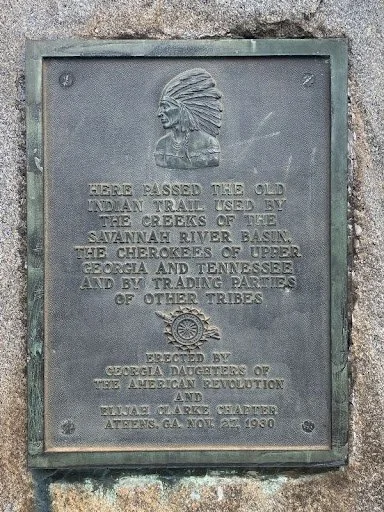 HERE PASSED THE OLD
INDIAN TRAIL USED BY
THE CREEKS OF THE
SAVANNAH RIVER BASIN,
THE CHEROKEES OF UPPER
GEORGIA AND TENNESSEE
AND BY TRADING PARTIES
OF OTHER TRIBES
ERECTED BY
GEORGIA DAUGHTERS OF
THE AMERICAN REVOLUTION
AND
ELIJAH CLARKE CHAPTER
ATHENS, GA. NOV. 27, 1930